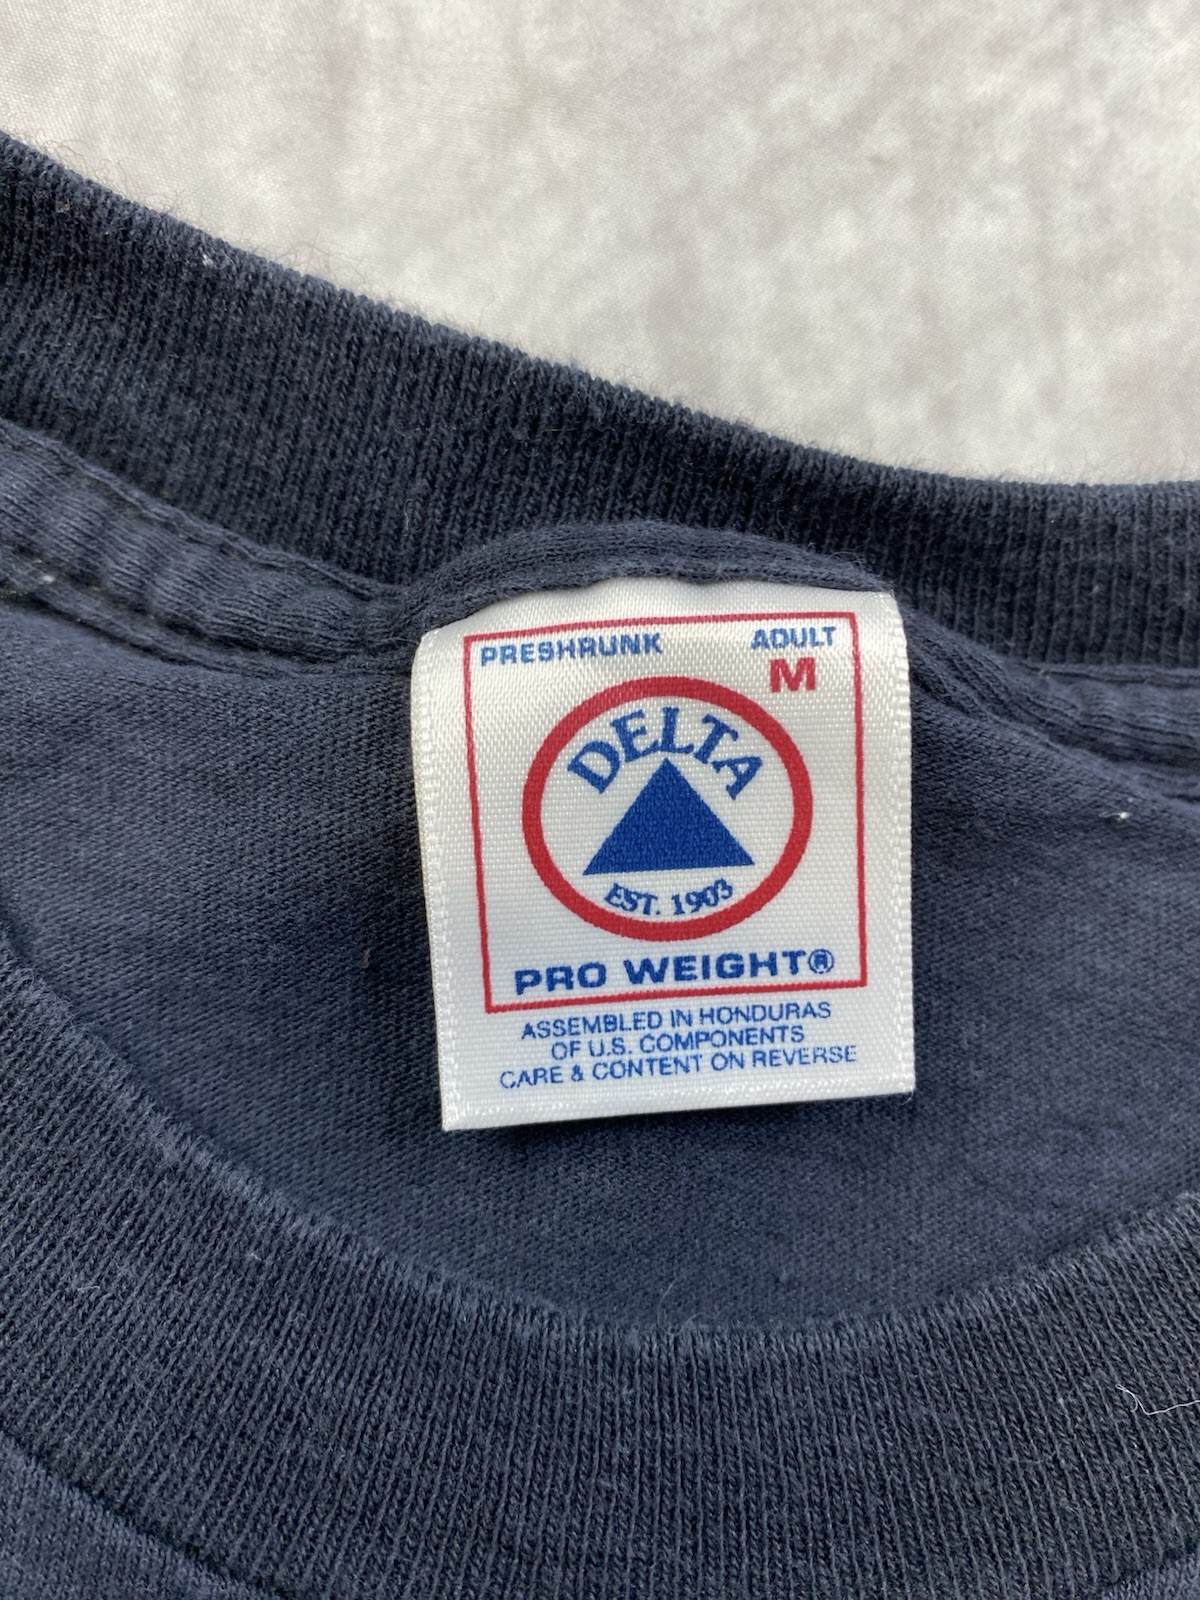 PRESHRUNK ADULT
M
DELTA
EST. 1903
PRO WEIGHT®
ASSEMBLED IN HONDURAS
OF U.S. COMPONENTS
CARE & CONTENT ON REVERSE